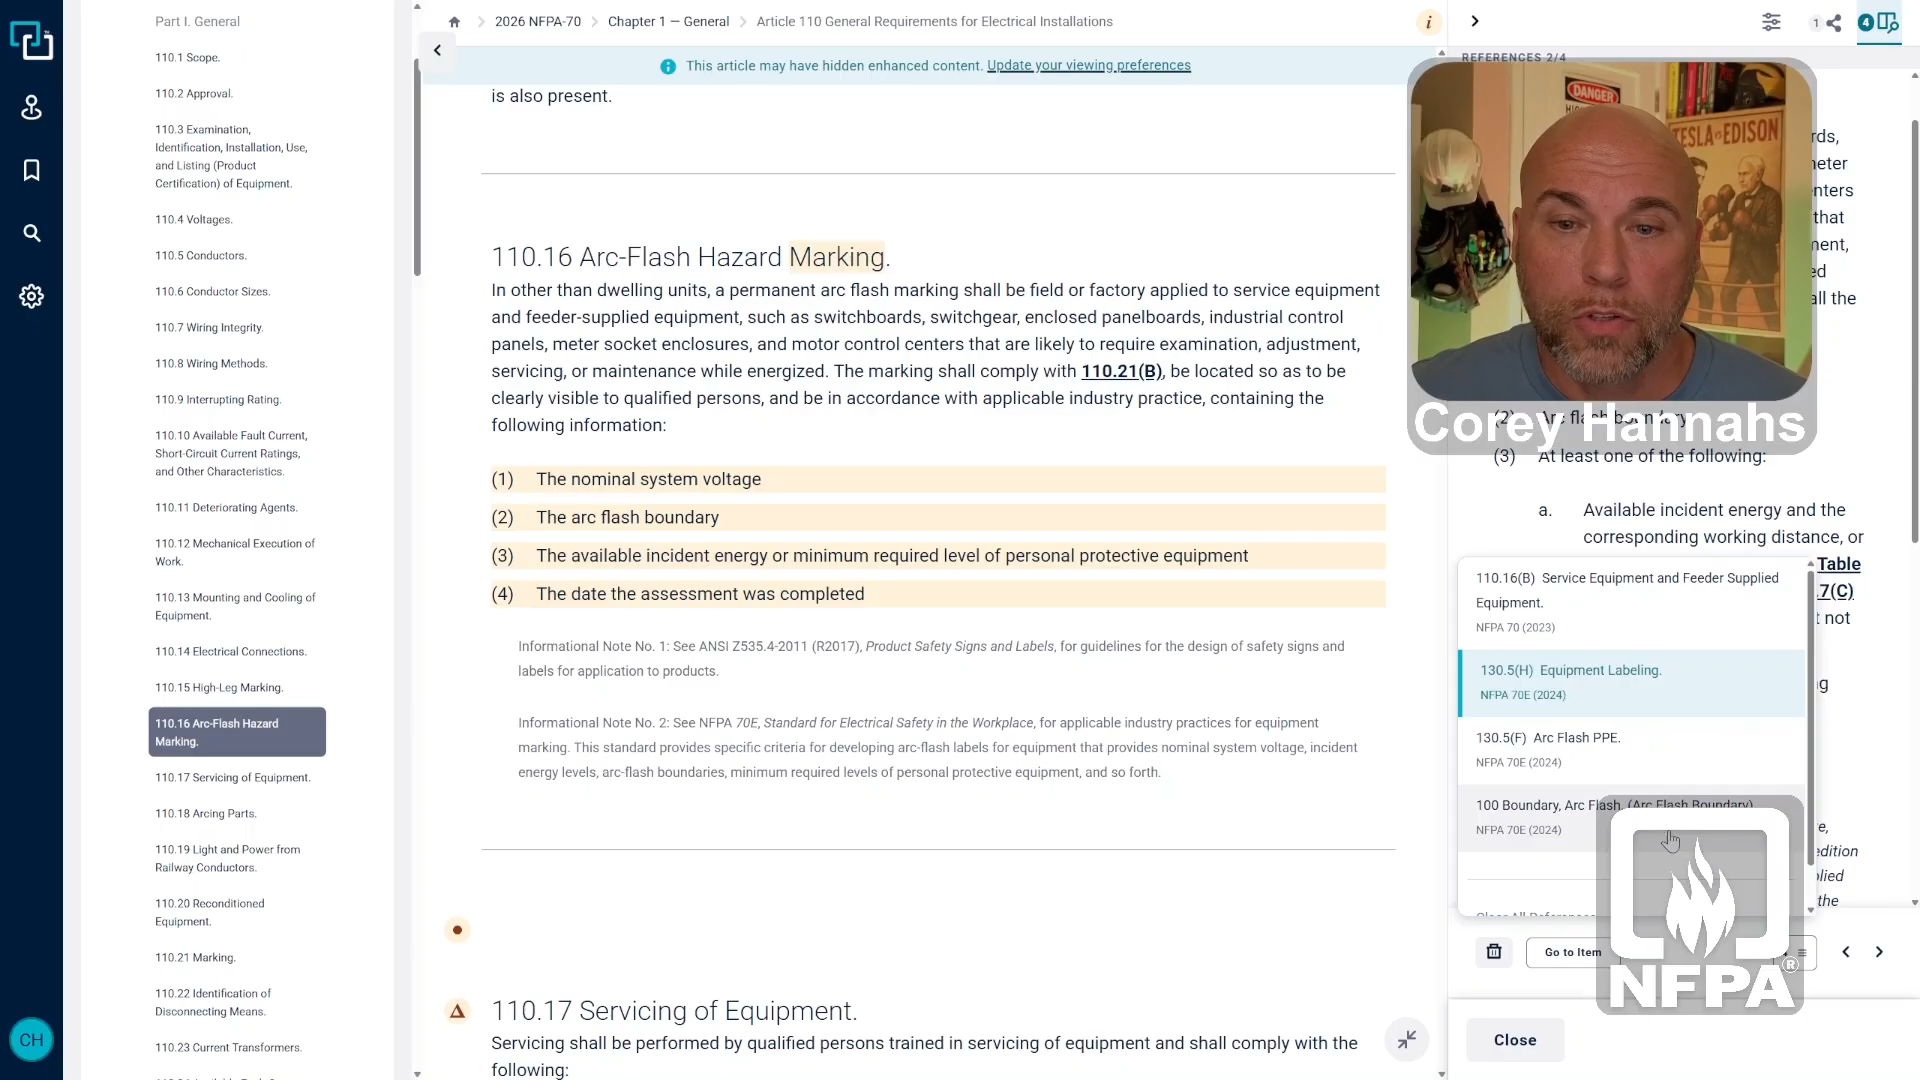 Part I. General
110.1 Scope.
110.2 Approval.
110.3 Examination,
Identification, Installation, Use,
and Listing (Product
Certification) of Equipment.
110.4 Voltages.
110.5 Conductors.
110.6 Conductor Sizes.
110.7 Wiring Integrity.
110.8 Wiring Methods.
110.9 Interrupting Rating.
110.10 Available Fault Current,
Short-Circuit Current Ratings,
and Other Characteristics.
110.11 Deteriorating Agents.
110.12 Mechanical Execution of
Work.
110.13 Mounting and Cooling of
Equipment.
110.14 Electrical Connections.
110.15 High-Leg Marking.
110.16 Arc-Flash Hazard
Marking.
110.17 Servicing of Equipment.
110.18 Arcing Parts.
110.19 Light and Power from
Railway Conductors.
110.20 Reconditioned
Equipment.
110.21 Marking.
110.22 Identification of
Disconnecting Means.
110.23 Current Transformers.
CH
2026 NFPA-70 > Chapter 1 — General > Article 110 General Requirements for Electrical Installations
This article may have hidden enhanced content. Update your viewing preferences
is also present.
110.16 Arc-Flash Hazard Marking.
In other than dwelling units, a permanent arc flash marking shall be field or factory applied to service equipment
and feeder-supplied equipment, such as switchboards, switchgear, enclosed panelboards, industrial control
panels, meter socket enclosures, and motor control centers that are likely to require examination, adjustment,
servicing, or maintenance while energized. The marking shall comply with 110.21(B), be located so as to be
clearly visible to qualified persons, and be in accordance with applicable industry practice, containing the
following information:
(1) The nominal system voltage
(2) The arc flash boundary
(3) The available incident energy or minimum required level of personal protective equipment
(4) The date the assessment was completed
Informational Note No. 1: See ANSI Z535.4-2011 (R2017), Product Safety Signs and Labels, for guidelines for the design of safety signs and
labels for application to products.
Informational Note No. 2: See NFPA 70E, Standard for Electrical Safety in the Workplace, for applicable industry practices for equipment
marking. This standard provides specific criteria for developing arc-flash labels for equipment that provides nominal system voltage, incident
energy levels, arc-flash boundaries, minimum required levels of personal protective equipment, and so forth.
110.17 Servicing of Equipment.
Servicing shall be performed by qualified persons trained in servicing of equipment and shall comply with the
following:
i
1
4
REFERENCES 2/4
DANGER
TESLA vs EDISON
Corey Hannahs
that
all the
(2) Arc flash boundary
(3) At least one of the following:
a. Available incident energy and the
corresponding working distance, or
Table
.7(C)
not
110.16(B) Service Equipment and Feeder Supplied
Equipment.
NFPA 70 (2023)
130.5(H) Equipment Labeling.
NFPA 70E (2024)
130.5(F) Arc Flash PPE.
NFPA 70E (2024)
100 Boundary, Arc Flash. (Arc Flash Boundary)
NFPA 70E (2024)
edition
the
Clear All References
Go to Item
NFPA®
Close